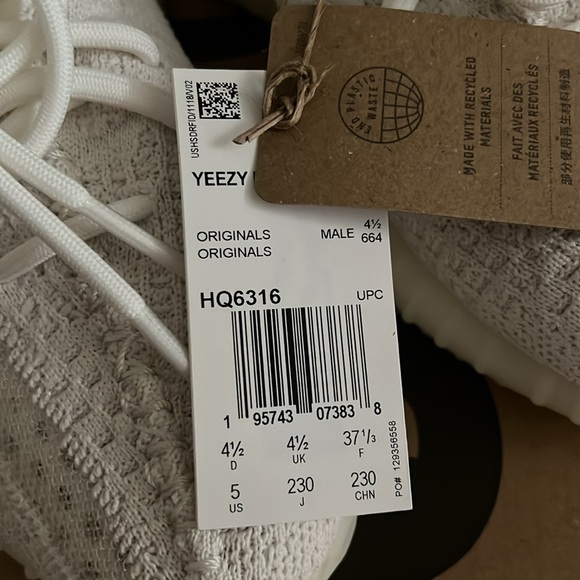 USHSDRFID/1118/V02
YEEZY
ORIGINALS
ORIGINALS
MALE 4½
664
HQ6316
UPC
1 95743 07383 8
4½ 4½ 37⅓
D UK F
5 230 230
US J CHN
PO# 129356558
END PLASTIC WASTE
MADE WITH RECYCLED
MATERIALS
FAIT AVEC DES
MATÉRIAUX RECYCLÉS
部分使用再生材料制造